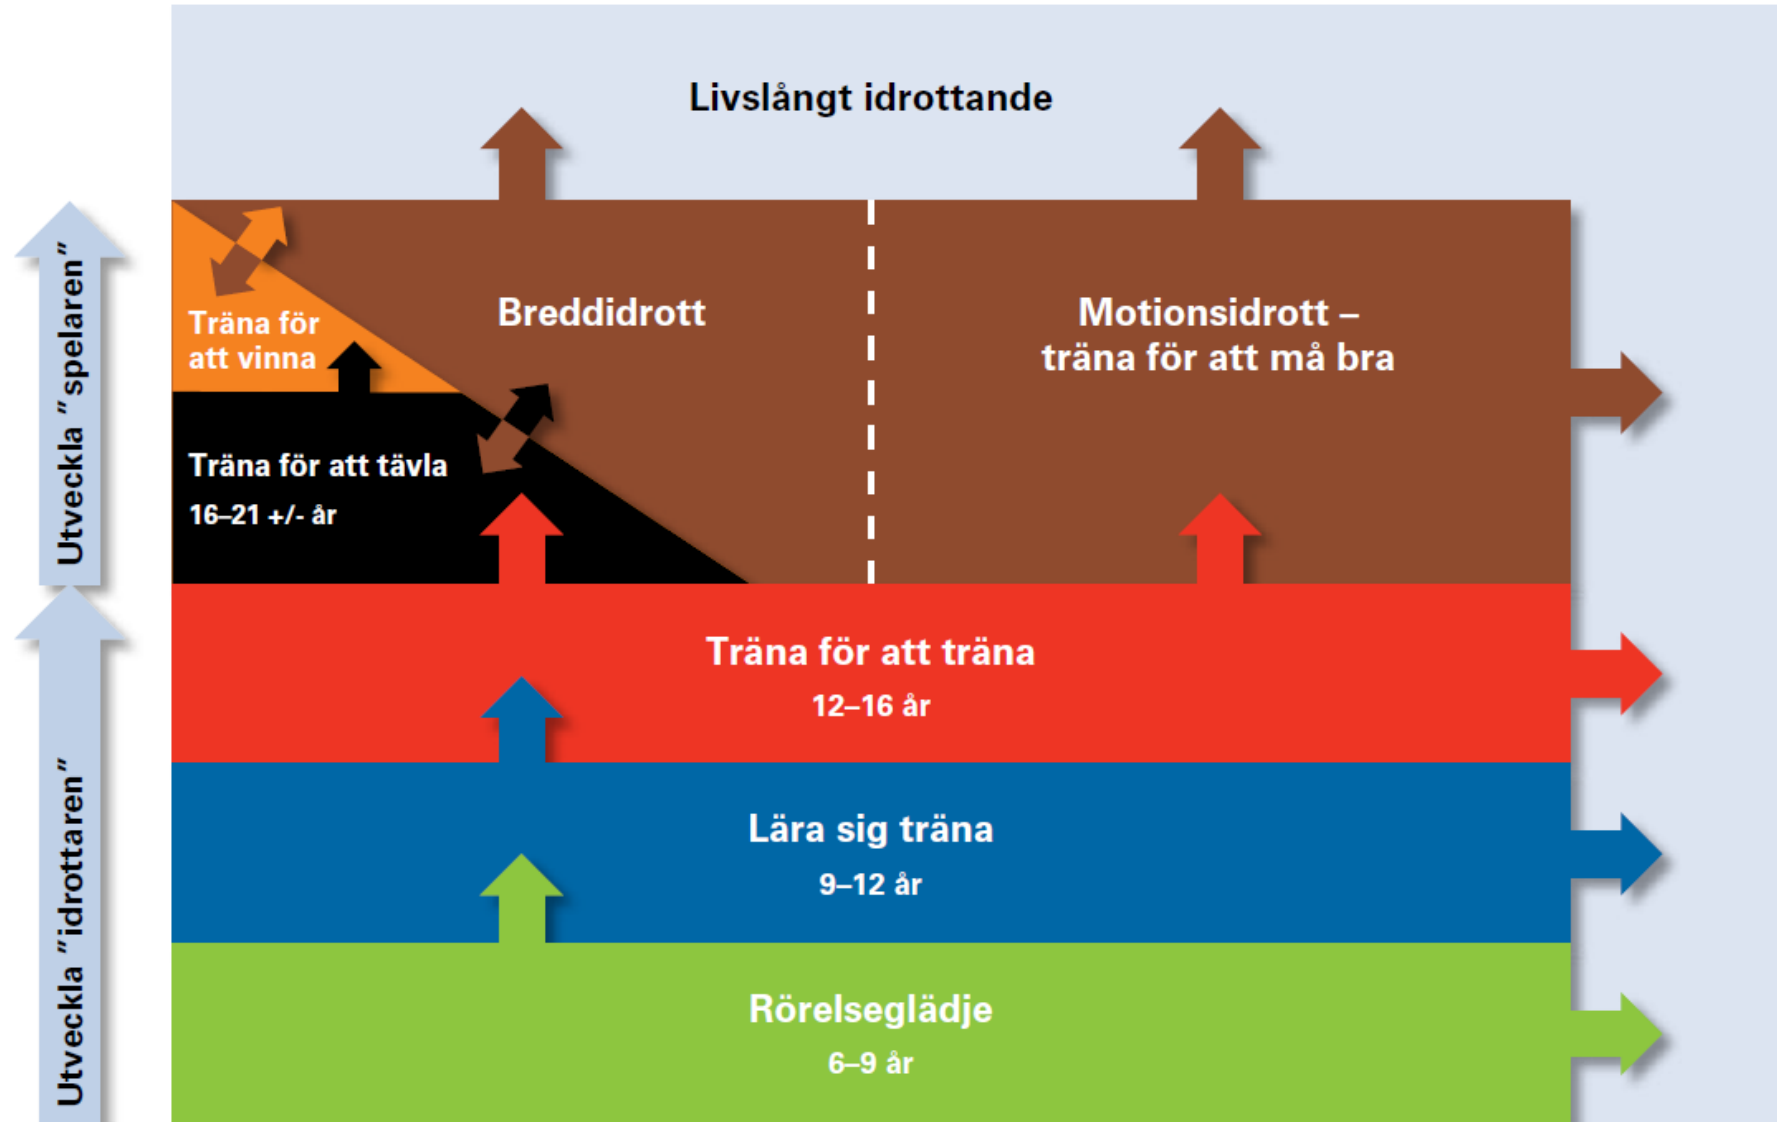 Livslångt idrottande
Utveckla ”spelaren”
Träna för
att vinna
Breddidrott
Motionsidrott –
träna för att må bra
Träna för att tävla
16–21 +/- år
Utveckla ”idrottaren”
Träna för att träna
12–16 år
Lära sig träna
9–12 år
Rörelseglädje
6–9 år